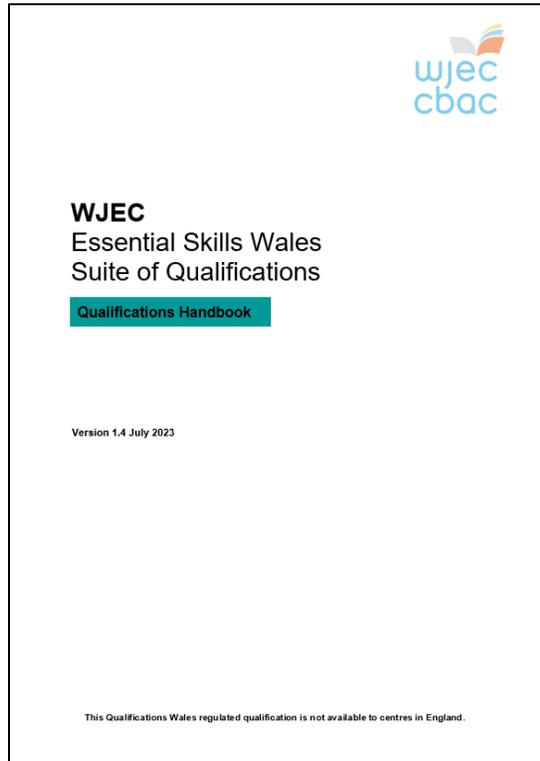 wjec
cbac
WJEC
Essential Skills Wales
Suite of Qualifications
Qualifications Handbook
Version 1.4 July 2023
This Qualifications Wales regulated qualification is not available to centres in England.